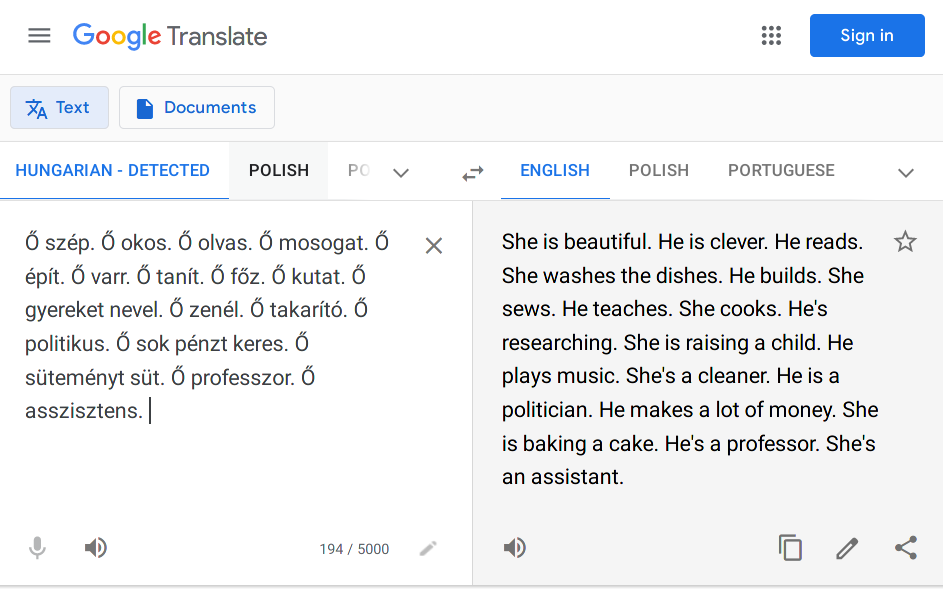 Google Translate
Sign in
Text
Documents
HUNGARIAN - DETECTED
POLISH
ENGLISH
POLISH
PORTUGUESE
Ő szép. Ő okos. Ő olvas. Ő mosogat. Ő
épít. Ő varr. Ő tanít. Ő főz. Ő kutat. Ő
gyereket nevel. Ő zenél. Ő takarító. Ő
politikus. Ő sok pénzt keres. Ő
süteményt süt. Ő professzor. Ő
asszisztens.
194 / 5000
She is beautiful. He is clever. He reads.
She washes the dishes. He builds. She
sews. He teaches. She cooks. He's
researching. She is raising a child. He
plays music. She's a cleaner. He is a
politician. He makes a lot of money. She
is baking a cake. He's a professor. She's
an assistant.